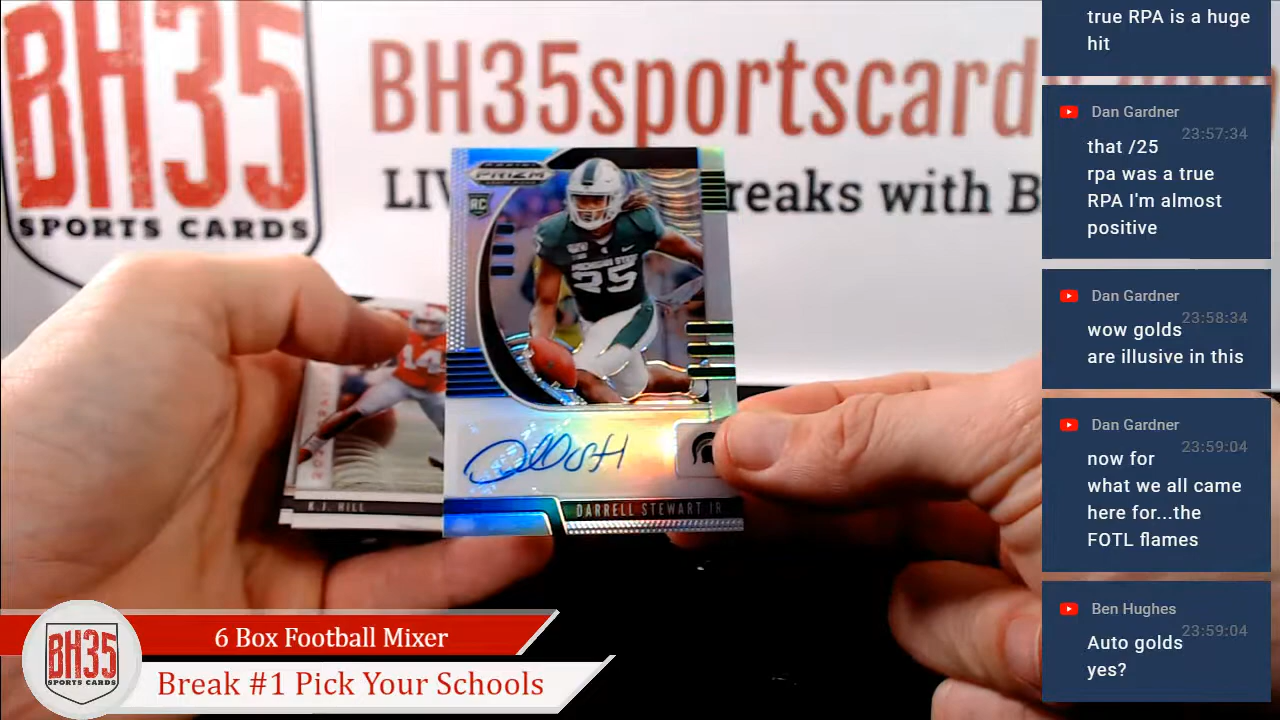 BH35
SPORTS CARDS
BH35sportscard
LIV
reaks with B
PRIZM
RC
MICHIGAN STATE
25
14
DARRELL STEWART JR
K.J. HILL
true RPA is a huge
hit
Dan Gardner
23:57:34
that /25
rpa was a true
RPA I'm almost
positive
Dan Gardner
23:58:34
wow golds
are illusive in this
Dan Gardner
23:59:04
now for
what we all came
here for...the
FOTL flames
Ben Hughes
23:59:04
Auto golds
yes?
BH35
SPORTS CARDS
6 Box Football Mixer
Break #1 Pick Your Schools